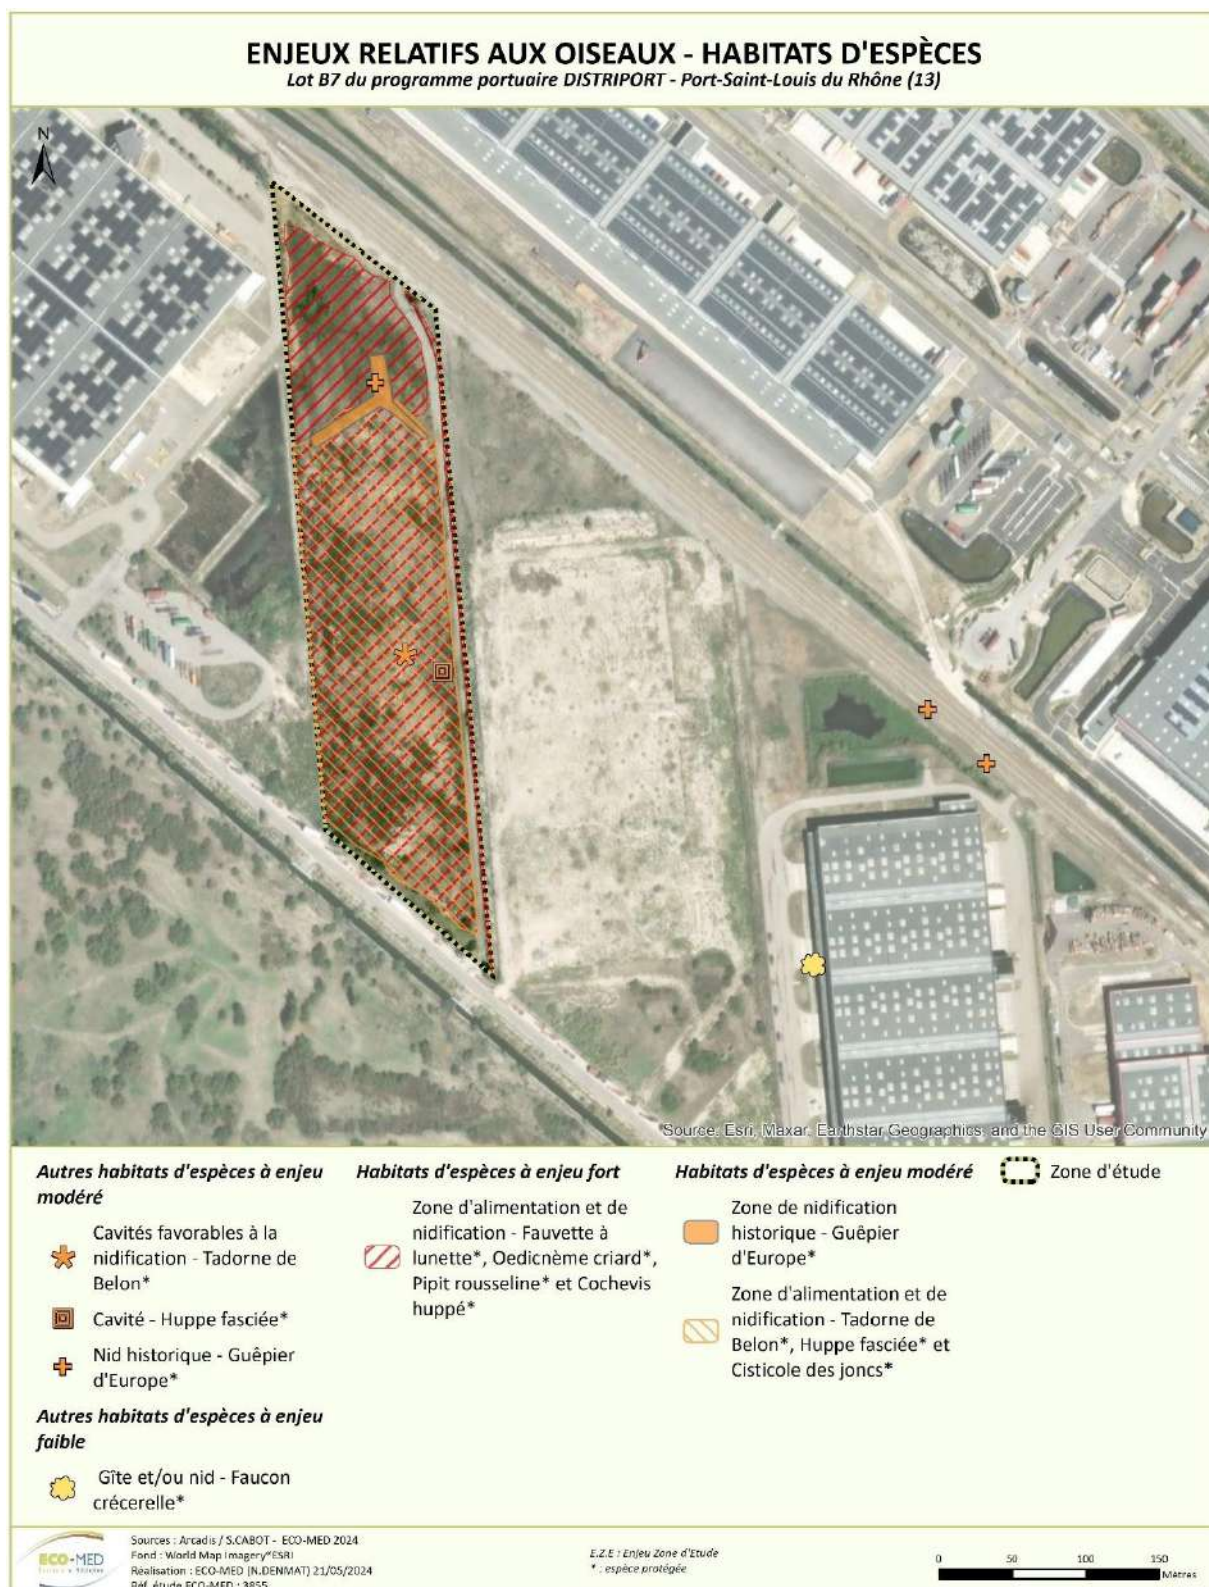 ENJEUX RELATIFS AUX OISEAUX - HABITATS D'ESPÈCES
Lot B7 du programme portuaire DISTRIPORT - Port-Saint-Louis du Rhône (13)
N
Source: Esri, Maxar, Earthstar Geographics, and the GIS User Community
Autres habitats d'espèces à enjeu
modéré
Cavités favorables à la
nidification - Tadorne de
Belon*
Cavité - Huppe fasciée*
Nid historique - Guêpier
d'Europe*
Autres habitats d'espèces à enjeu
faible
Gîte et/ou nid - Faucon
crécerelle*
Habitats d'espèces à enjeu fort
Zone d'alimentation et de
nidification - Fauvette à
lunette*, Oedicnème criard*,
Pipit rousseline* et Cochevis
huppé*
Habitats d'espèces à enjeu modéré
Zone de nidification
historique - Guêpier
d'Europe*
Zone d'alimentation et de
nidification - Tadorne de
Belon*, Huppe fasciée* et
Cisticole des joncs*
Zone d'étude
ECO-MED
Sources : Arcadis / S.CABOT - ECO-MED 2024
Fond : World Map Imagery®ESRI
Réalisation : ECO-MED (N.DENMAT) 21/05/2024
Réf. étude ECO-MED : 3855
E.Z.E : Enjeu Zone d'Etude
* : espèce protégée
0 50 100 150
Mètres